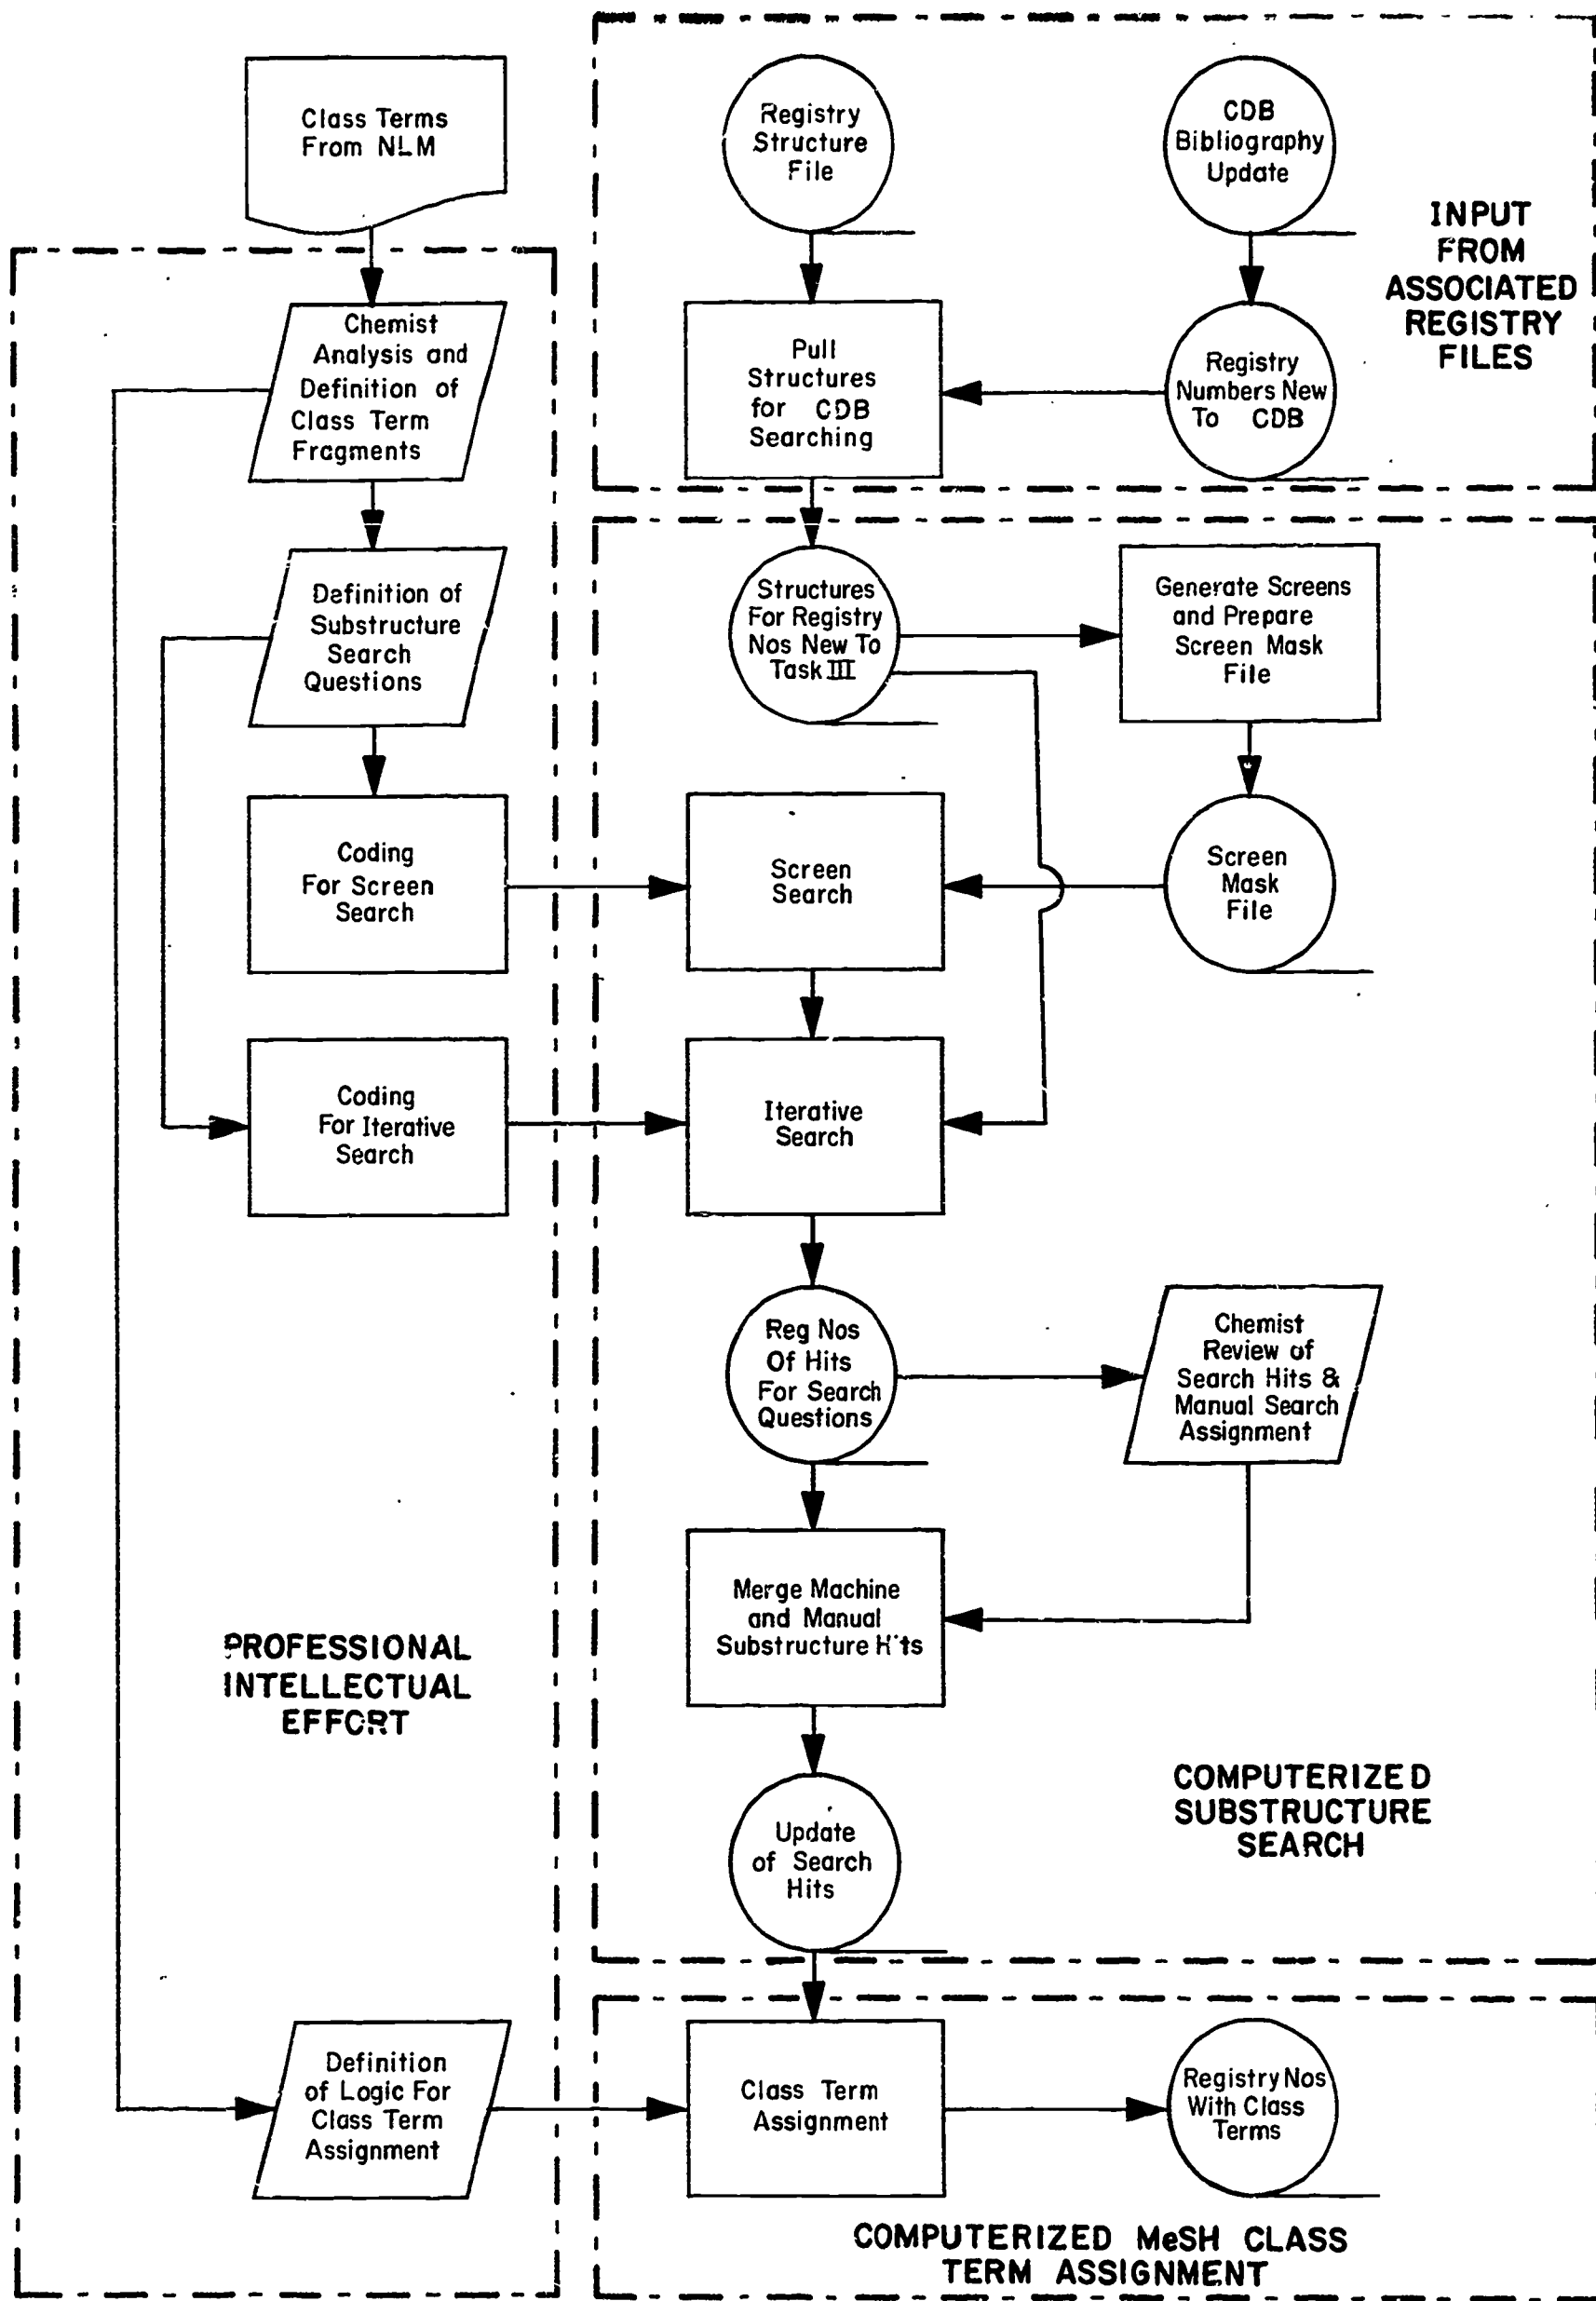 Class Terms
From NLM
Registry
Structure
File
CDB
Bibliography
Update
INPUT
FROM
ASSOCIATED
REGISTRY
FILES
Chemist
Analysis and
Definition of
Class Term
Fragments
Pull
Structures
for CDB
Searching
Registry
Numbers New
To CDB
Definition of
Substructure
Search
Questions
Structures
For Registry
Nos New To
Task III
Generate Screens
and Prepare
Screen Mask
File
Coding
For Screen
Search
Screen
Search
Screen
Mask
File
Coding
For Iterative
Search
Iterative
Search
Reg Nos
Of Hits
For Search
Questions
Chemist
Review of
Search Hits &
Manual Search
Assignment
Merge Machine
and Manual
Substructure Hits
PROFESSIONAL
INTELLECTUAL
EFFORT
Update
of Search
Hits
COMPUTERIZED
SUBSTRUCTURE
SEARCH
Definition
of Logic For
Class Term
Assignment
Class Term
Assignment
Registry Nos
With Class
Terms
COMPUTERIZED MeSH CLASS
TERM ASSIGNMENT